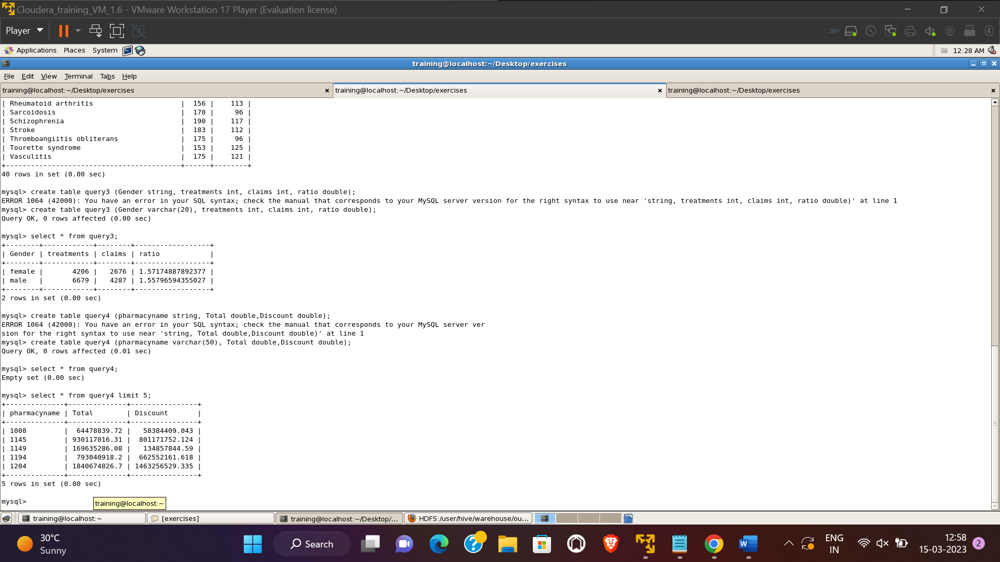 Cloudera_training_VM_1.6 - VMware Workstation 17 Player (Evaluation license)
Player
Applications Places System 12:28 AM
training@localhost:~/Desktop/exercises
File Edit View Terminal Tabs Help
training@localhost:~/Desktop/exercises training@localhost:~/Desktop/exercises training@localhost:~/Desktop/exercises
| Rheumatoid arthritis | 156 | 113 |
| Sarcoidosis | 170 | 96 |
| Schizophrenia | 190 | 117 |
| Stroke | 183 | 112 |
| Thromboangiitis obliterans | 175 | 96 |
| Tourette syndrome | 153 | 125 |
| Vasculitis | 175 | 121 |
+------------------------------------------+------+--------+
40 rows in set (0.00 sec)
mysql> create table query3 (Gender string, treatments int, claims int, ratio double);
ERROR 1064 (42000): You have an error in your SQL syntax; check the manual that corresponds to your MySQL server version for the right syntax to use near 'string, treatments int, claims int, ratio double)' at line 1
mysql> create table query3 (Gender varchar(20), treatments int, claims int, ratio double);
Query OK, 0 rows affected (0.00 sec)
mysql> select * from query3;
+--------+------------+--------+------------------+
| Gender | treatments | claims | ratio |
+--------+------------+--------+------------------+
| female | 4206 | 2676 | 1.57174887892377 |
| male | 6679 | 4287 | 1.55796594355027 |
+--------+------------+--------+------------------+
2 rows in set (0.00 sec)
mysql> create table query4 (pharmacyname string, Total double,Discount double);
ERROR 1064 (42000): You have an error in your SQL syntax; check the manual that corresponds to your MySQL server ver
sion for the right syntax to use near 'string, Total double,Discount double)' at line 1
mysql> create table query4 (pharmacyname varchar(50), Total double,Discount double);
Query OK, 0 rows affected (0.01 sec)
mysql> select * from query4;
Empty set (0.00 sec)
mysql> select * from query4 limit 5;
+--------------+--------------+----------------+
| pharmacyname | Total | Discount |
+--------------+--------------+----------------+
| 1008 | 64478839.72 | 58384409.043 |
| 1145 | 930117016.31 | 801171752.124 |
| 1149 | 169635286.08 | 134857844.59 |
| 1194 | 793040918.2 | 662552161.618 |
| 1204 | 1840674826.7 | 1463256529.335 |
+--------------+--------------+----------------+
5 rows in set (0.00 sec)
mysql>
training@localhost:~
training@localhost:~ [exercises] training@localhost:~/Desktop/... HDFS:/user/hive/warehouse/ou...
30°C
Sunny
Search
ENG
IN
12:58
15-03-2023
2